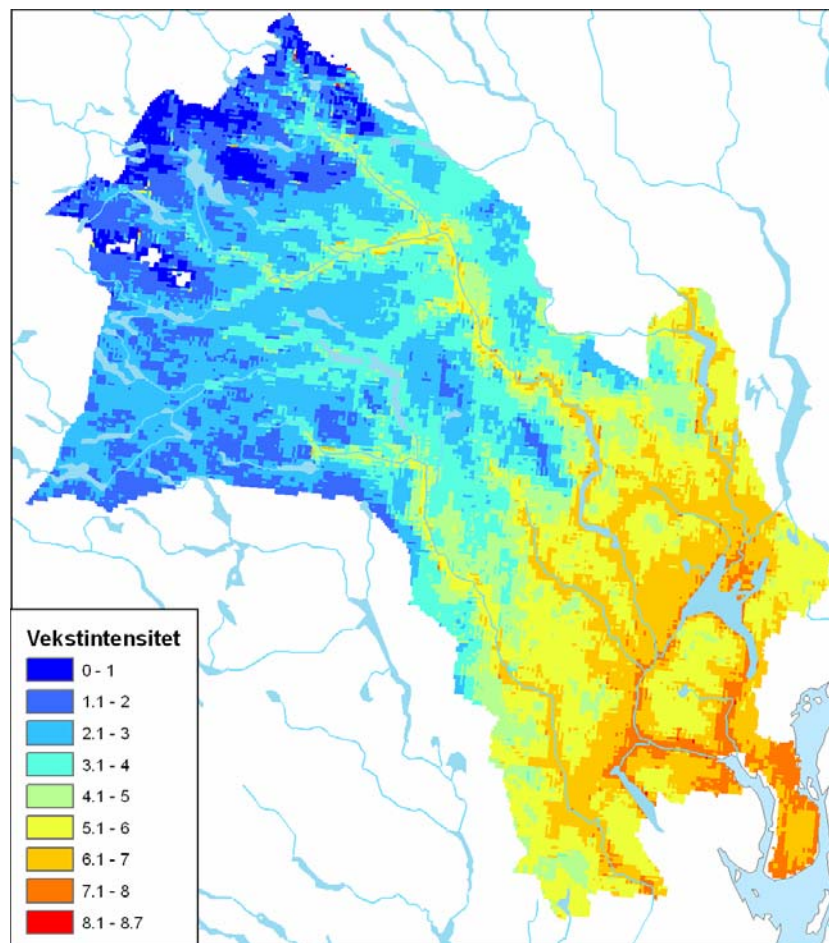 Vekstintensitet
0 - 1
1.1 - 2
2.1 - 3
3.1 - 4
4.1 - 5
5.1 - 6
6.1 - 7
7.1 - 8
8.1 - 8.7